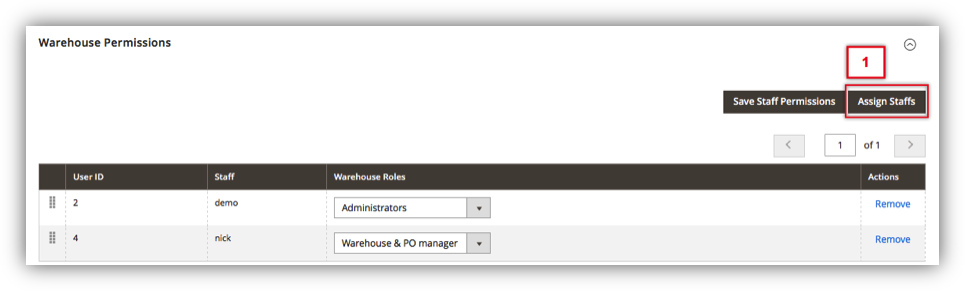 Warehouse Permissions
1
Save Staff Permissions Assign Staffs
1 of 1
User ID Staff Warehouse Roles Actions
2 demo Administrators Remove
4 nick Warehouse & PO manager Remove